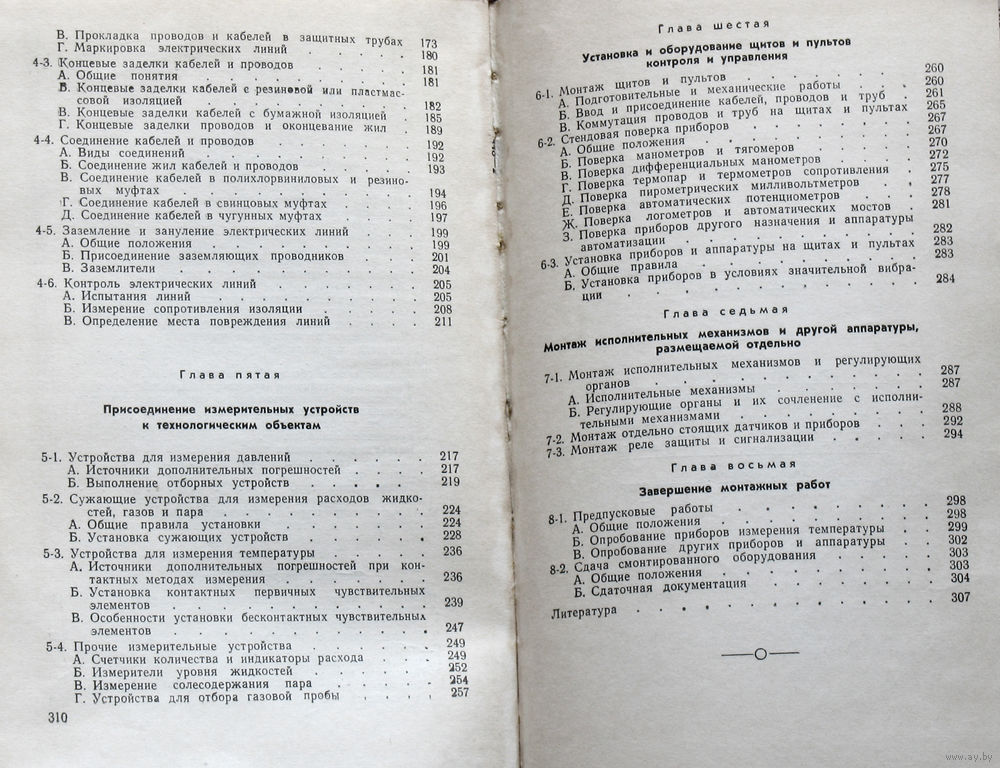 В. Прокладка проводов и кабелей в защитных трубах 173
Г. Маркировка электрических линий . . . . 180
4-3. Концевые заделки кабелей и проводов . . . . 181
А. Общие понятия . . . . . . . . 181
Б. Концевые заделки кабелей с резиновой или пластмас-
совой изоляцией . . . . . . . . 182
В. Концевые заделки кабелей с бумажной изоляцией 185
Г. Концевые заделки проводов и оконцевание жил . 189
4-4. Соединение кабелей и проводов . . . . . 192
А. Виды соединений . . . . . . . . 192
Б. Соединение жил кабелей и проводов . . . . 193
В. Соединение кабелей в полихлорвиниловых и резино-
вых муфтах . . . . . . . . 194
Г. Соединение кабелей в свинцовых муфтах . . . . 196
Д. Соединение кабелей в чугунных муфтах . . . . 197
4-5. Заземление и зануление электрических линий . . . . 199
А. Общие положения . . . . . . . 199
Б. Присоединение заземляющих проводников . . . 201
В. Заземлители . . . . . . . . 204
4-6. Контроль электрических линий . . . . . 205
А. Испытания линий . . . . . . . 205
Б. Измерение сопротивления изоляции . . . . 208
В. Определение места повреждения линий . . . . 211
Глава пятая
Присоединение измерительных устройств
к технологическим объектам
5-1. Устройства для измерения давлений . . . . . . 217
А. Источники дополнительных погрешностей . . . . 217
Б. Выполнение отборных устройств . . . . . 219
5-2. Сужающие устройства для измерения расходов жидко-
стей, газов и пара . . . . . . . . 224
А. Общие правила установки . . . . . . 224
Б. Установка сужающих устройств . . . . . 228
5-3. Устройства для измерения температуры . . . . . 236
А. Источники дополнительных погрешностей при кон-
тактных методах измерения . . . . . . 236
Б. Установка контактных первичных чувствительных
элементов . . . . . . . . . 239
В. Особенности установки бесконтактных чувствительных
элементов . . . . . . . . . 247
5-4. Прочие измерительные устройства . . . . . 249
А. Счетчики количества и индикаторы расхода . . . 249
Б. Измерители уровня жидкостей . . . . . 252
В. Измерение солесодержания пара . . . . . 254
Г. Устройства для отбора газовой пробы . . . . 257
310
Глава шестая
Установка и оборудование щитов и пультов
контроля и управления
6-1. Монтаж щитов и пультов . . . . . . . 260
А. Подготовительные и механические работы . . . 260
Б. Ввод и присоединение кабелей, проводов и труб . 261
В. Коммутация проводов и труб на щитах и пультах 265
6-2. Стендовая поверка приборов . . . . . . 267
А. Общие положения . . . . . . . 267
Б. Поверка манометров и тягомеров . . . . . 270
В. Поверка дифференциальных манометров . . . . 272
Г. Поверка термопар и термометров сопротивления . 275
Д. Поверка пирометрических милливольтметров . . . 277
Е. Поверка автоматических потенциометров . . . 278
Ж. Поверка логометров и автоматических мостов . . 281
З. Поверка приборов другого назначения и аппаратуры
автоматизации . . . . . . . . 282
6-3. Установка приборов и аппаратуры на щитах и пультах 283
А. Общие правила . . . . . . . . 283
Б. Установка приборов в условиях значительной вибра-
ции . . . . . . . . . . 284
Глава седьмая
Монтаж исполнительных механизмов и другой аппаратуры,
размещаемой отдельно
7-1. Монтаж исполнительных механизмов и регулирующих
органов . . . . . . . . . 287
А. Исполнительные механизмы . . . . . . 287
Б. Регулирующие органы и их сочленение с исполни-
тельными механизмами . . . . . . . 288
7-2. Монтаж отдельно стоящих датчиков и приборов . . . 292
7-3. Монтаж реле защиты и сигнализации . . . . . 294
Глава восьмая
Завершение монтажных работ
8-1. Предпусковые работы . . . . . . . 298
А. Общие положения . . . . . . . 298
Б. Опробование приборов измерения температуры . . 299
В. Опробование других приборов и аппаратуры . . . 302
8-2. Сдача смонтированного оборудования . . . . . 303
А. Общие положения . . . . . . . 303
Б. Сдаточная документация . . . . . . 304
Литература . . . . . . . . . . 307
www.ay.by